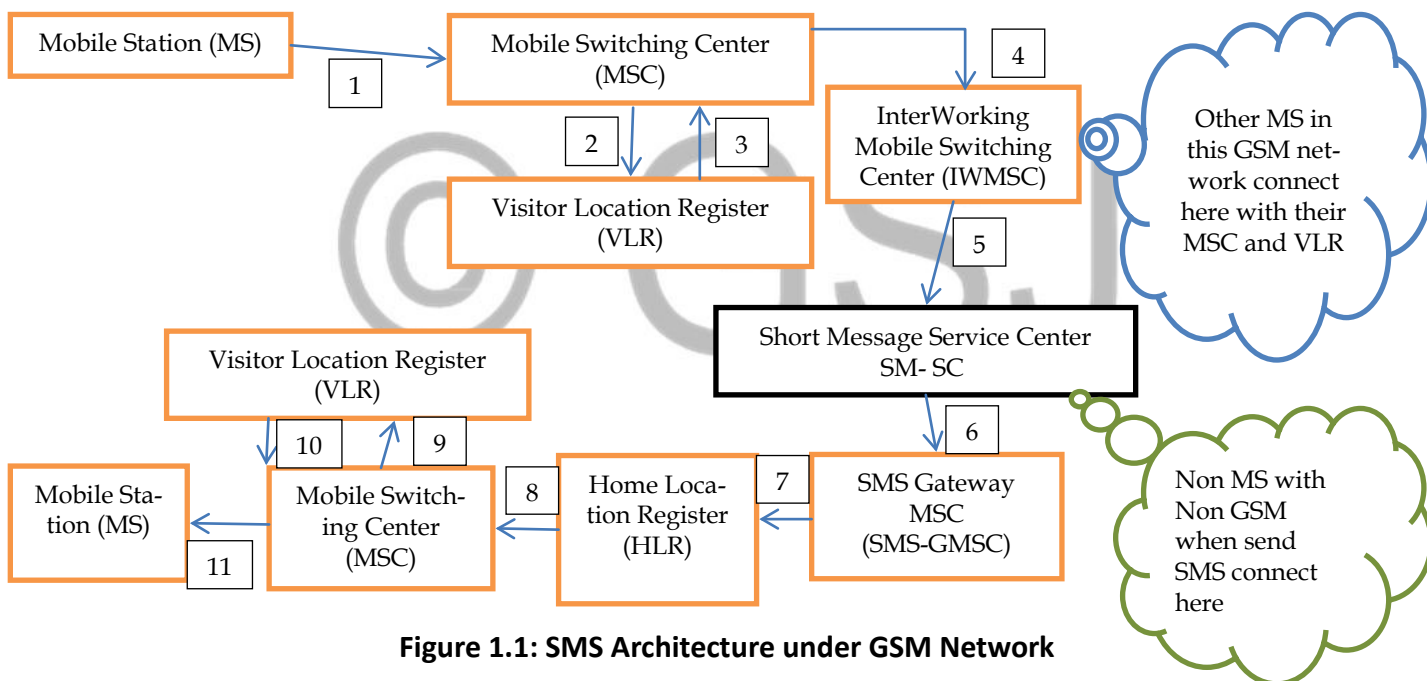 Mobile Station (MS)
1
Mobile Switching Center
(MSC)
2
3
Visitor Location Register
(VLR)
4
InterWorking
Mobile Switching
Center (IWMSC)
Other MS in
this GSM net-
work connect
here with their
MSC and VLR
5
Short Message Service Center
SM- SC
6
Non MS with
Non GSM
when send
SMS connect
here
SMS Gateway
MSC
(SMS-GMSC)
7
Home Loca-
tion Register
(HLR)
8
Mobile Switch-
ing Center
(MSC)
9
Visitor Location Register
(VLR)
10
11
Mobile Sta-
tion (MS)
© GSJ
Figure 1.1: SMS Architecture under GSM Network